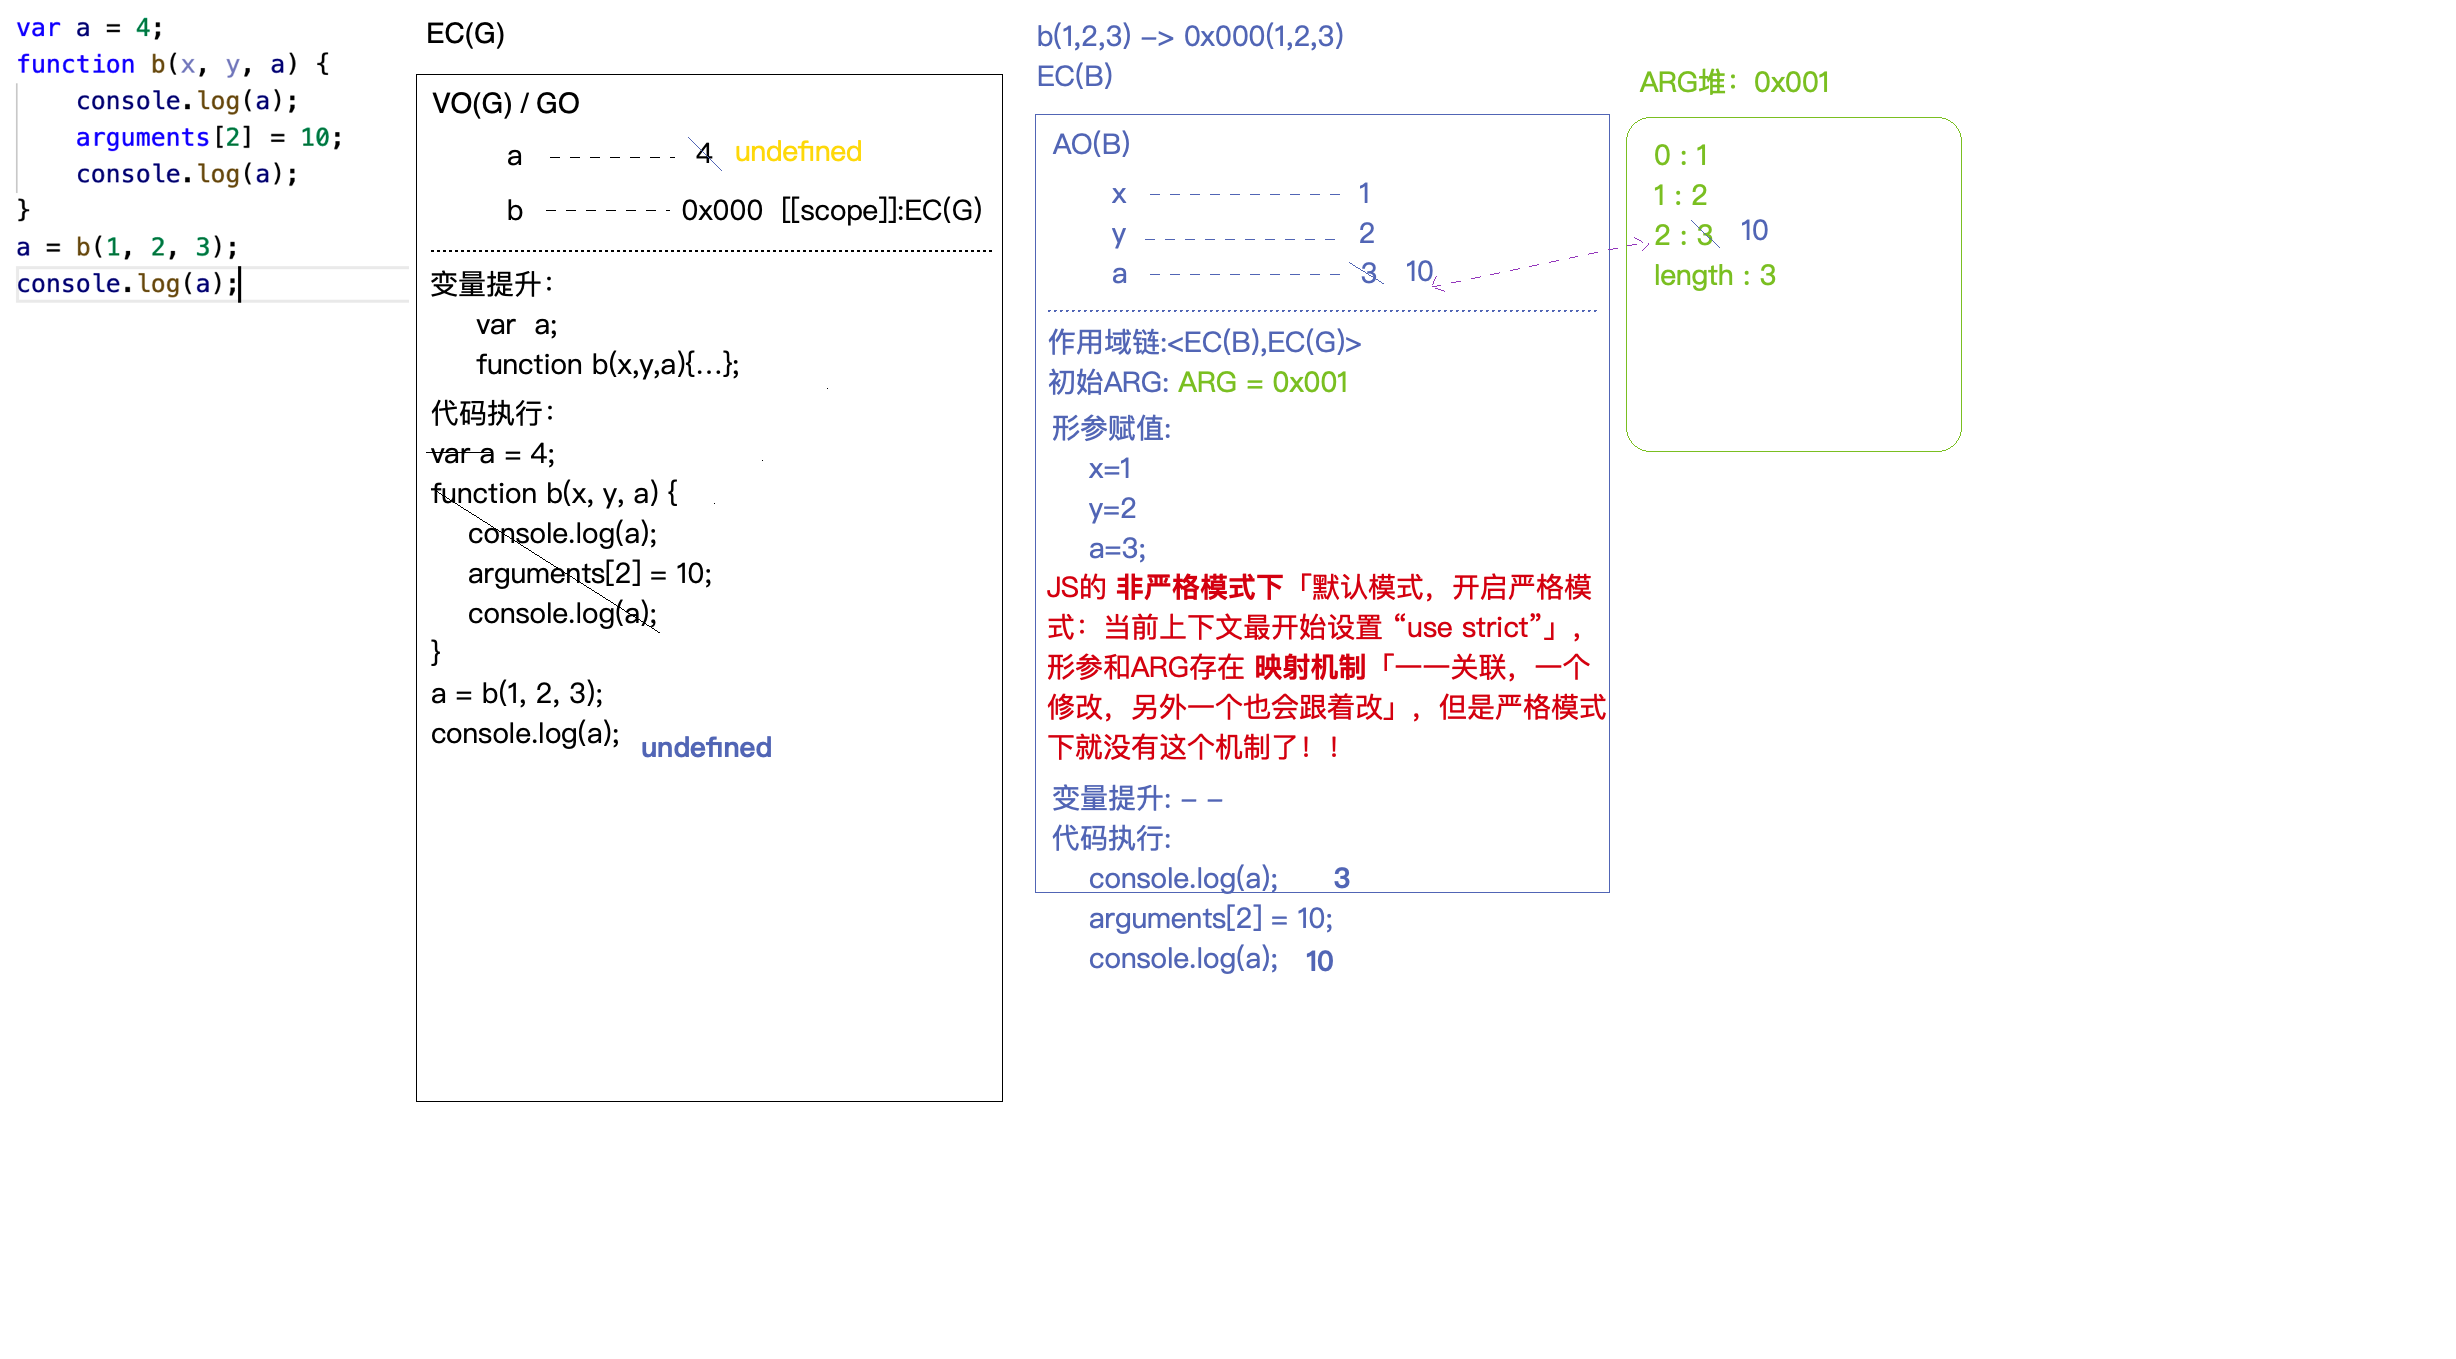 var a = 4;
function b(x, y, a) {
console.log(a);
arguments[2] = 10;
console.log(a);
}
a = b(1, 2, 3);
console.log(a);
EC(G)
VO(G) / GO
a ------- 4 undefined
b ------- 0x000 [[scope]]:EC(G)
变量提升：
var a;
function b(x,y,a){...};
代码执行：
var a = 4;
function b(x, y, a) {
console.log(a);
arguments[2] = 10;
console.log(a);
}
a = b(1, 2, 3);
console.log(a); undefined
b(1,2,3) –> 0x000(1,2,3)
EC(B)
AO(B)
x ---------- 1
y ---------- 2
a ---------- 3 10
作用域链:<EC(B),EC(G)>
初始ARG: ARG = 0x001
形参赋值:
x=1
y=2
a=3;
JS的 非严格模式下「默认模式，开启严格模
式：当前上下文最开始设置 “use strict”」，
形参和ARG存在 映射机制「一一关联，一个
修改，另外一个也会跟着改」，但是严格模式
下就没有这个机制了！！
变量提升: – –
代码执行:
console.log(a); 3
arguments[2] = 10;
console.log(a); 10
ARG堆：0x001
0 : 1
1 : 2
2 : 3 10
length : 3